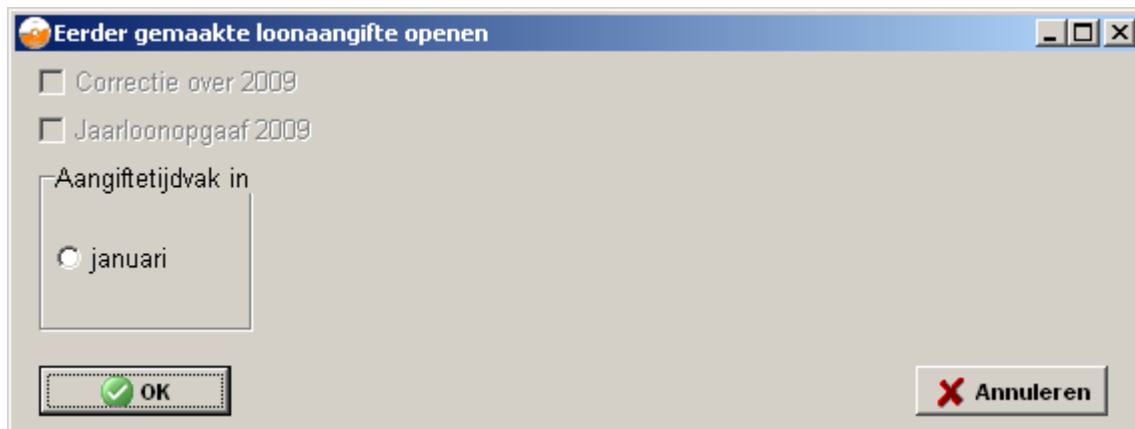 Eerder gemaakte loonaangifte openen
Correctie over 2009
Jaarloonopgaaf 2009
Aangiftetijdvak in
januari
OK
Annuleren